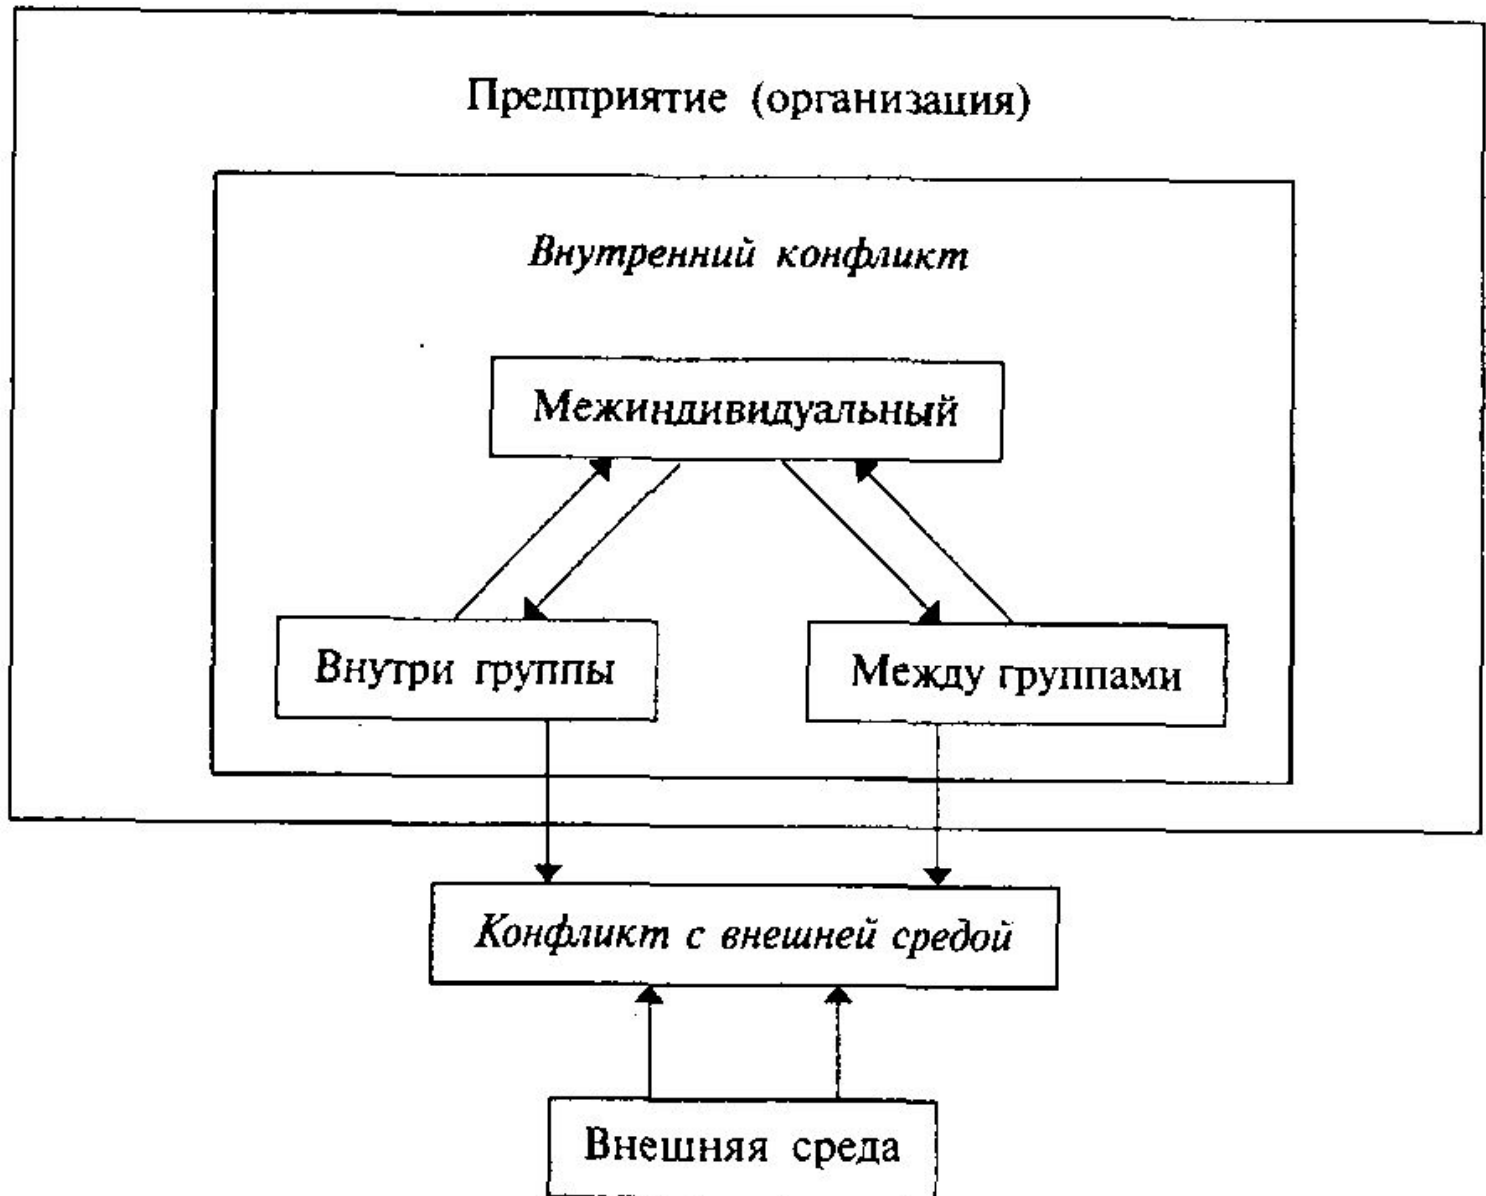 Предприятие (организация)
Внутренний конфликт
Межиндивидуальный
Внутри группы
Между группами
Конфликт с внешней средой
Внешняя среда